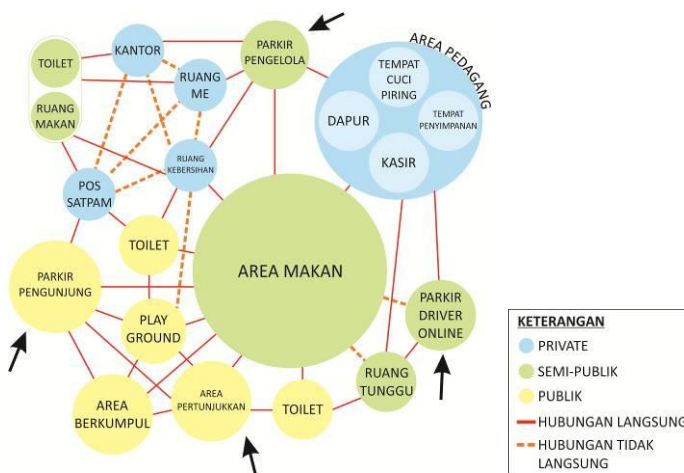 KANTOR
PARKIR
PENGELOLA
AREA PEDAGANG
TOILET
RUANG
ME
TEMPAT
CUCI
PIRING
RUANG
MAKAN
DAPUR
TEMPAT
PENYIMPANAN
RUANG
KEBERSIHAN
KASIR
POS
SATPAM
TOILET
AREA MAKAN
PARKIR
PENGUNJUNG
PLAY
GROUND
PARKIR
DRIVER
ONLINE
RUANG
TUNGGU
AREA
BERKUMPUL
AREA
PERTUNJUKKAN
TOILET
KETERANGAN
PRIVATE
SEMI-PUBLIK
PUBLIK
HUBUNGAN LANGSUNG
HUBUNGAN TIDAK
LANGSUNG